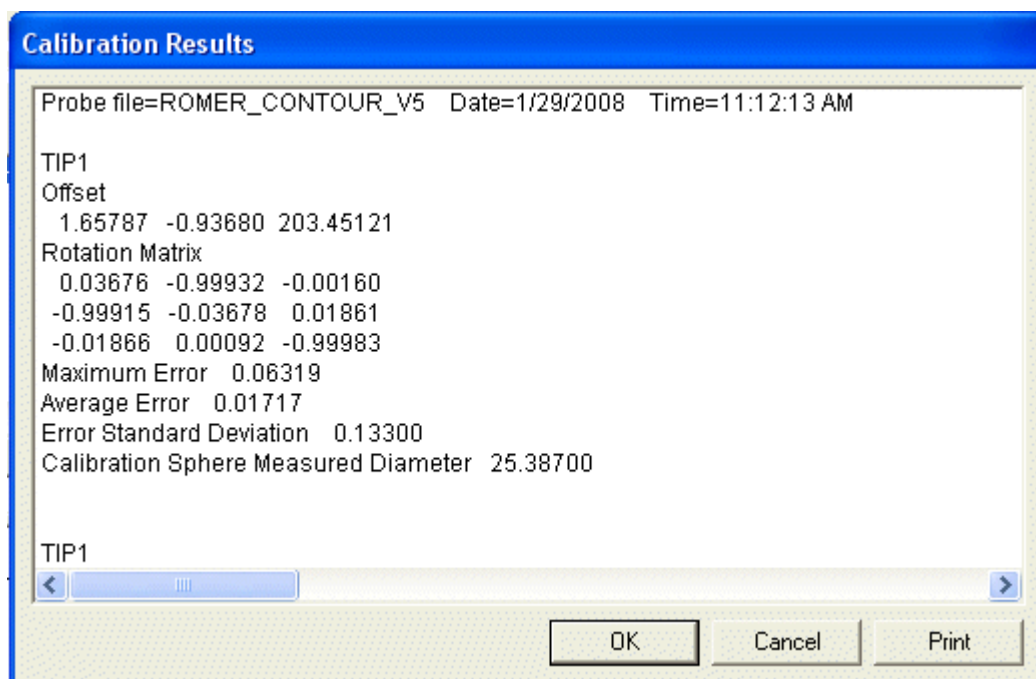 Calibration Results
Probe file=ROMER_CONTOUR_V5 Date=1/29/2008 Time=11:12:13 AM
TIP1
Offset
1.65787 -0.93680 203.45121
Rotation Matrix
0.03676 -0.99932 -0.00160
-0.99915 -0.03678 0.01861
-0.01866 0.00092 -0.99983
Maximum Error 0.06319
Average Error 0.01717
Error Standard Deviation 0.13300
Calibration Sphere Measured Diameter 25.38700
TIP1
OK Cancel Print